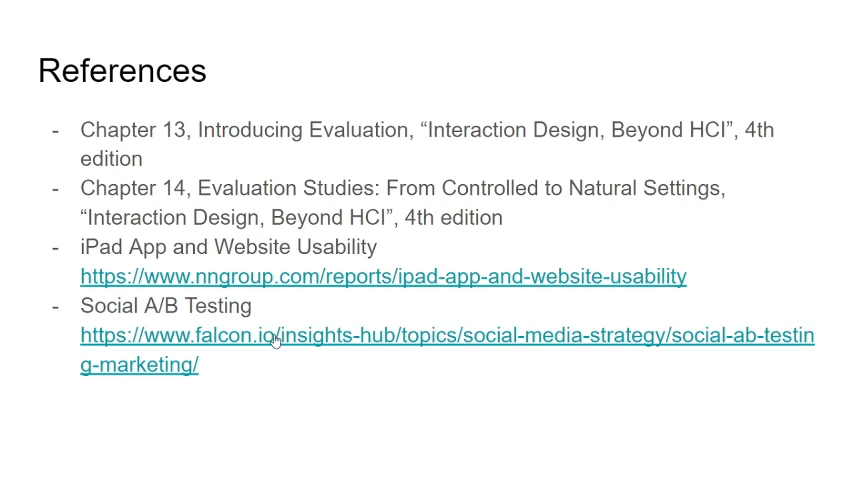 References
- Chapter 13, Introducing Evaluation, “Interaction Design, Beyond HCI”, 4th
edition
- Chapter 14, Evaluation Studies: From Controlled to Natural Settings,
“Interaction Design, Beyond HCI”, 4th edition
- iPad App and Website Usability
https://www.nngroup.com/reports/ipad-app-and-website-usability
- Social A/B Testing
https://www.falcon.io/insights-hub/topics/social-media-strategy/social-ab-testin
g-marketing/